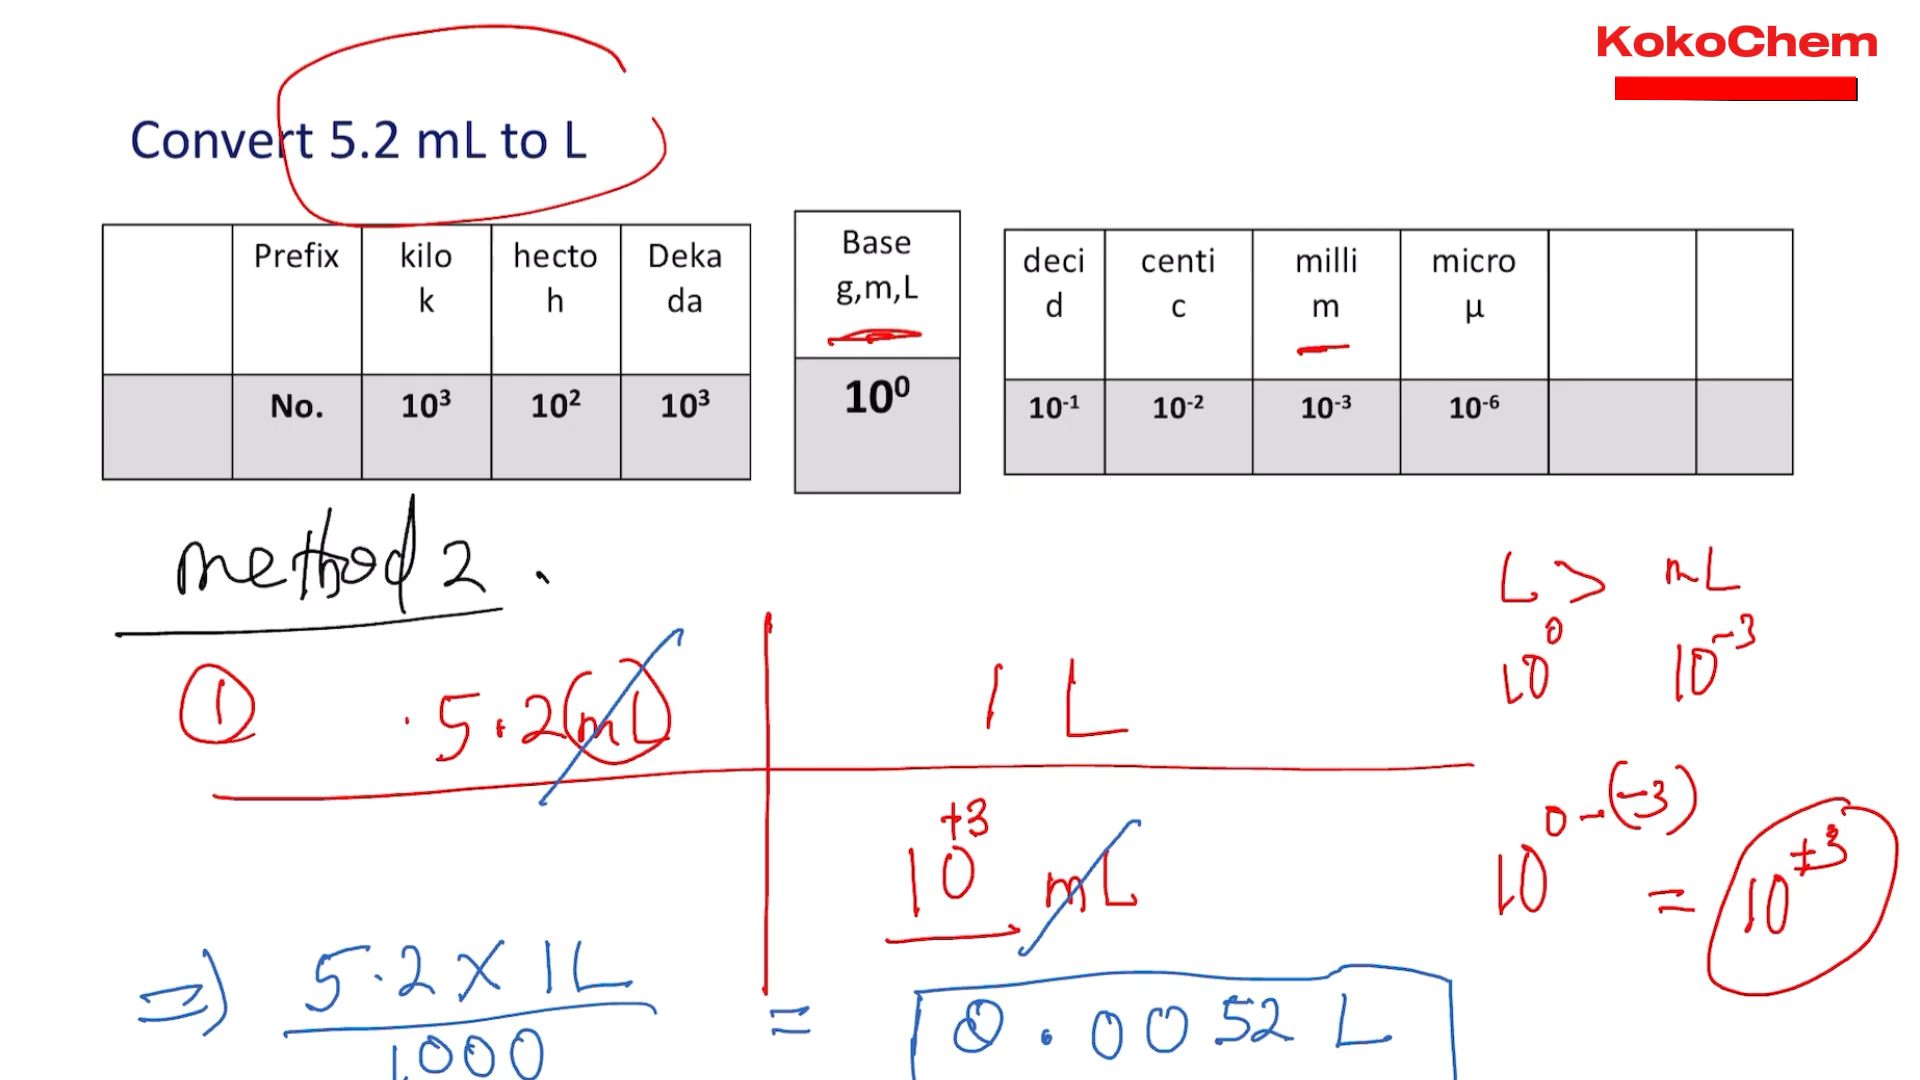 KokoChem
Convert 5.2 mL to L
Prefix kilo hecto Deka Base deci centi milli micro
k h da g,m,L d c m µ
No. 10³ 10² 10³ 10⁰ 10⁻¹ 10⁻² 10⁻³ 10⁻⁶
method 2.
L > mL
10⁰ 10⁻³
① 5.2 (mL) 1 L
10⁺³ mL
10⁰⁻⁽⁻³⁾ = 10⁺³
⇒ 5.2 × 1L = 0.0052 L
1000